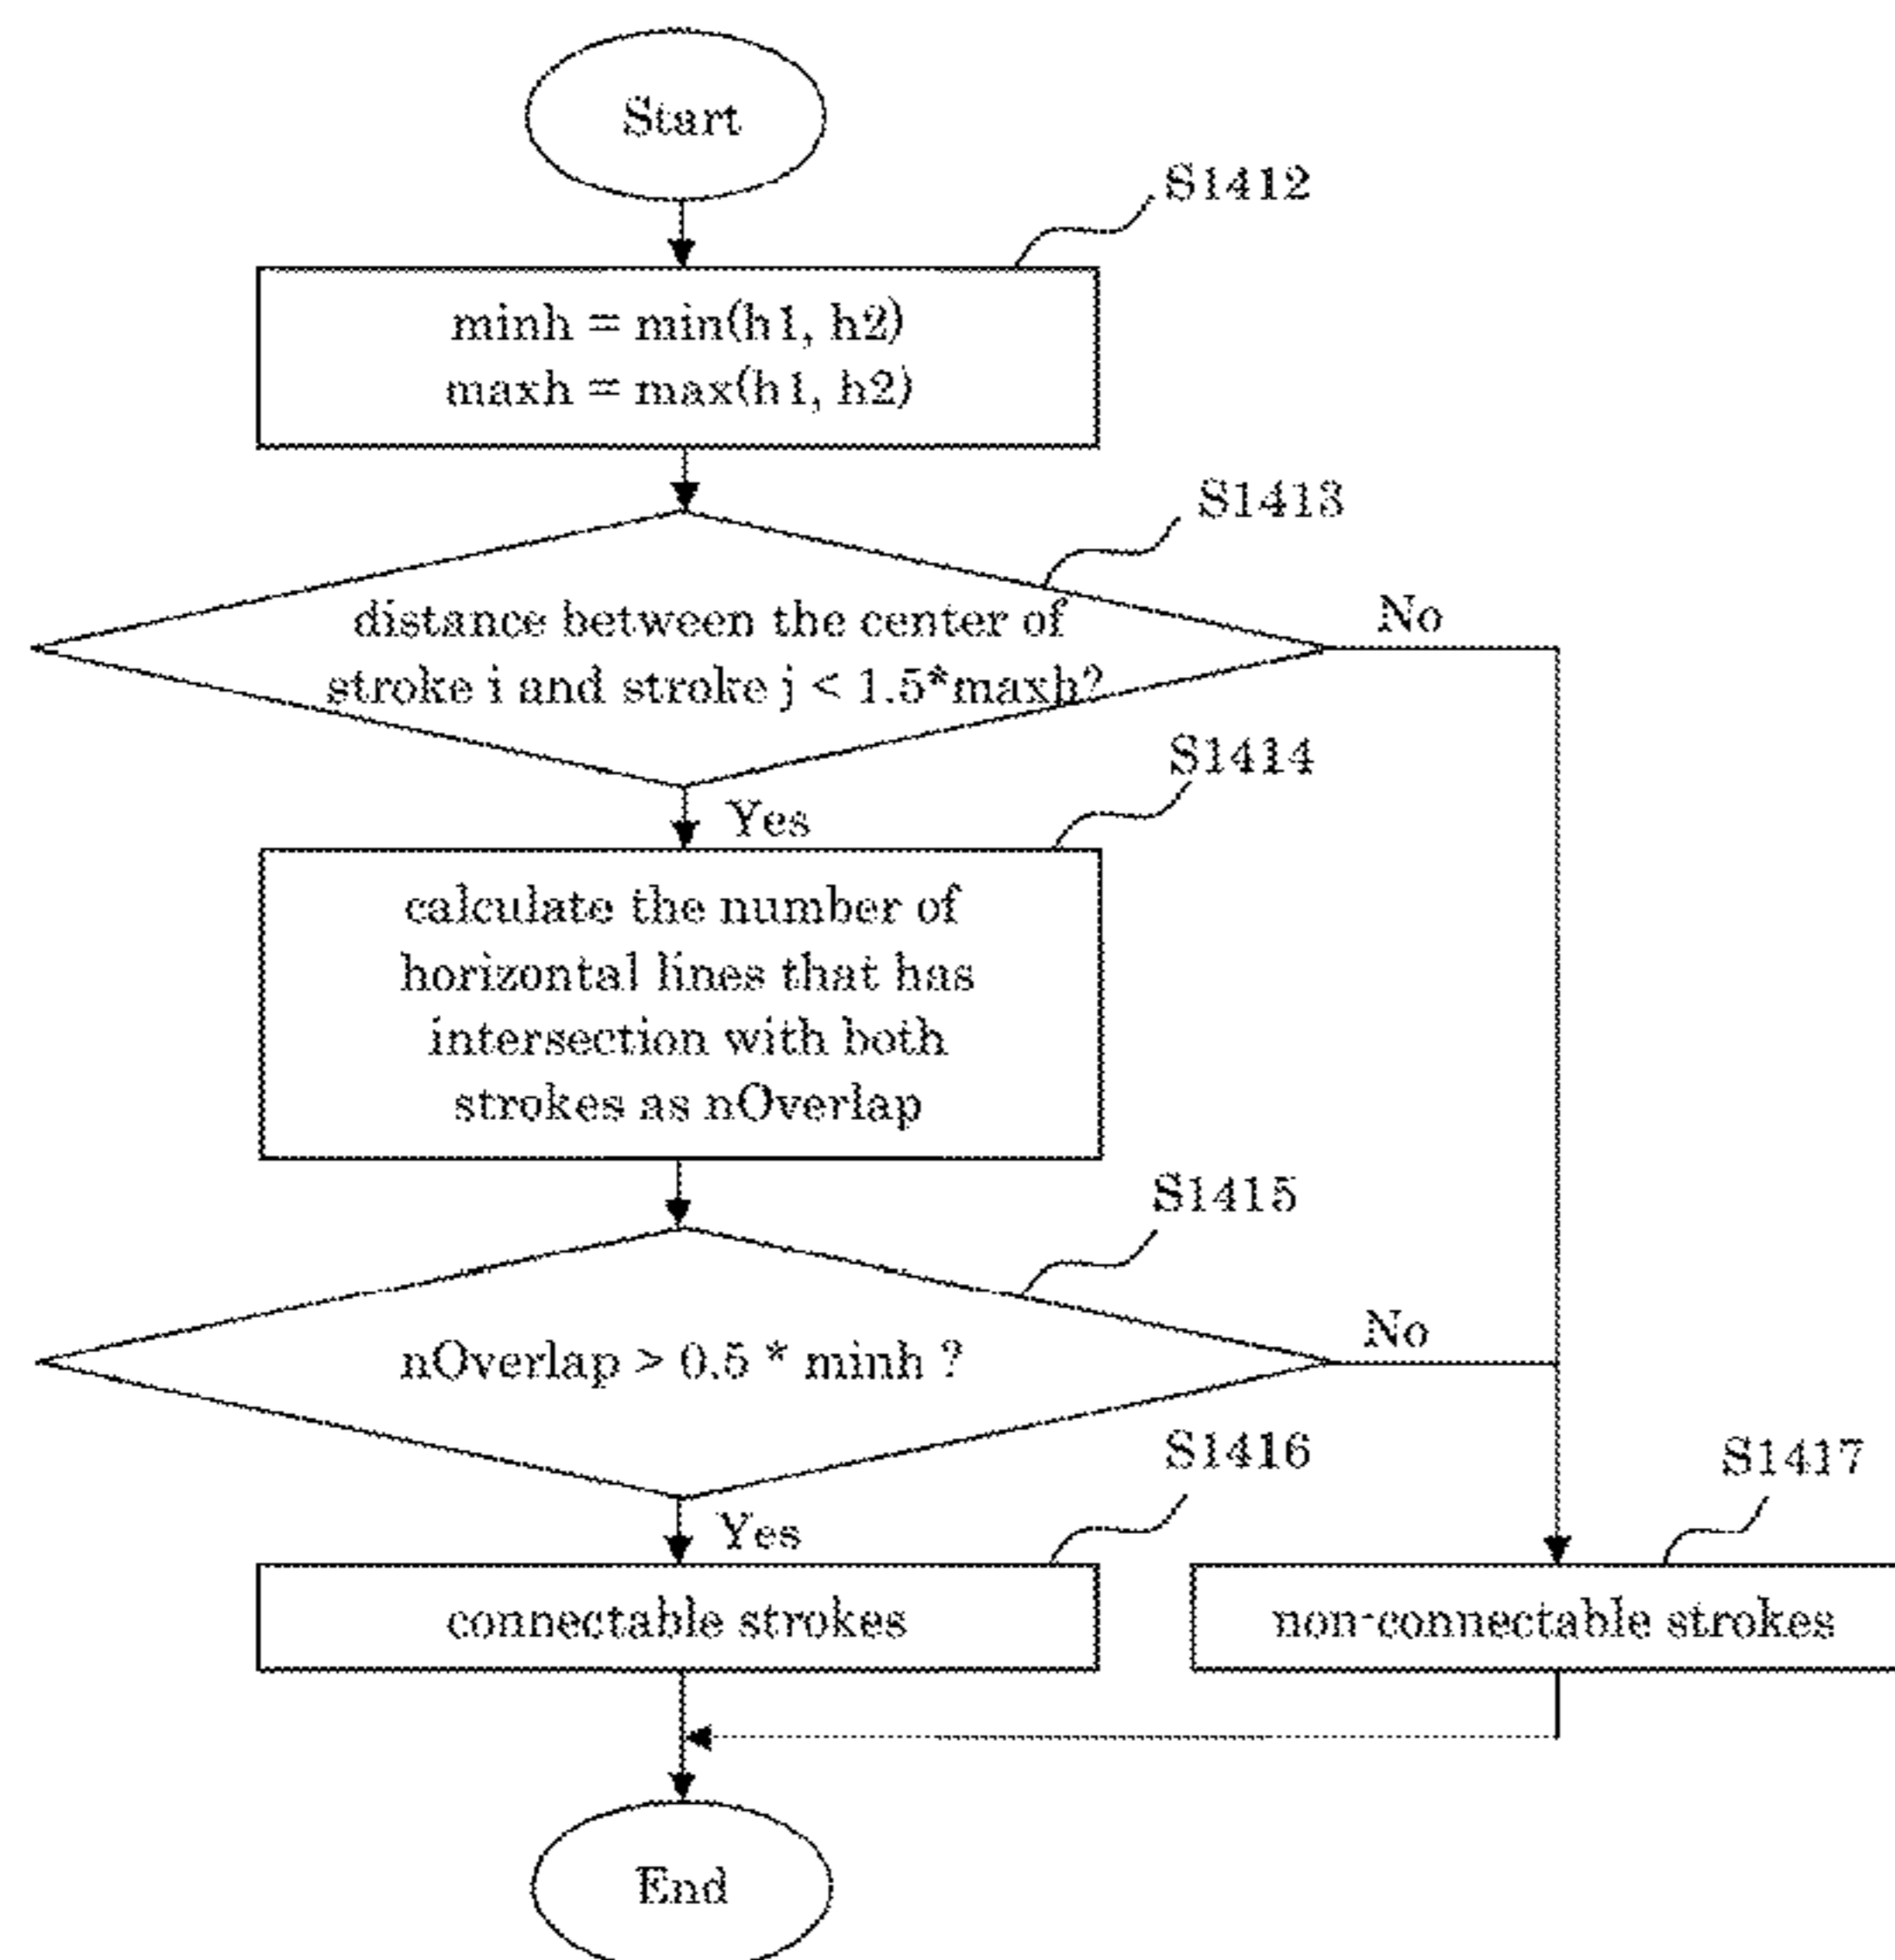 Start
S1412
minh = min(h1, h2)
maxh = max(h1, h2)
S1413
distance between the center of
stroke i and stroke j < 1.5*maxh?
No
S1414
Yes
calculate the number of
horizontal lines that has
intersection with both
strokes as nOverlap
S1415
nOverlap > 0.5 * minh ?
No
S1416
S1417
Yes
connectable strokes
non-connectable strokes
End